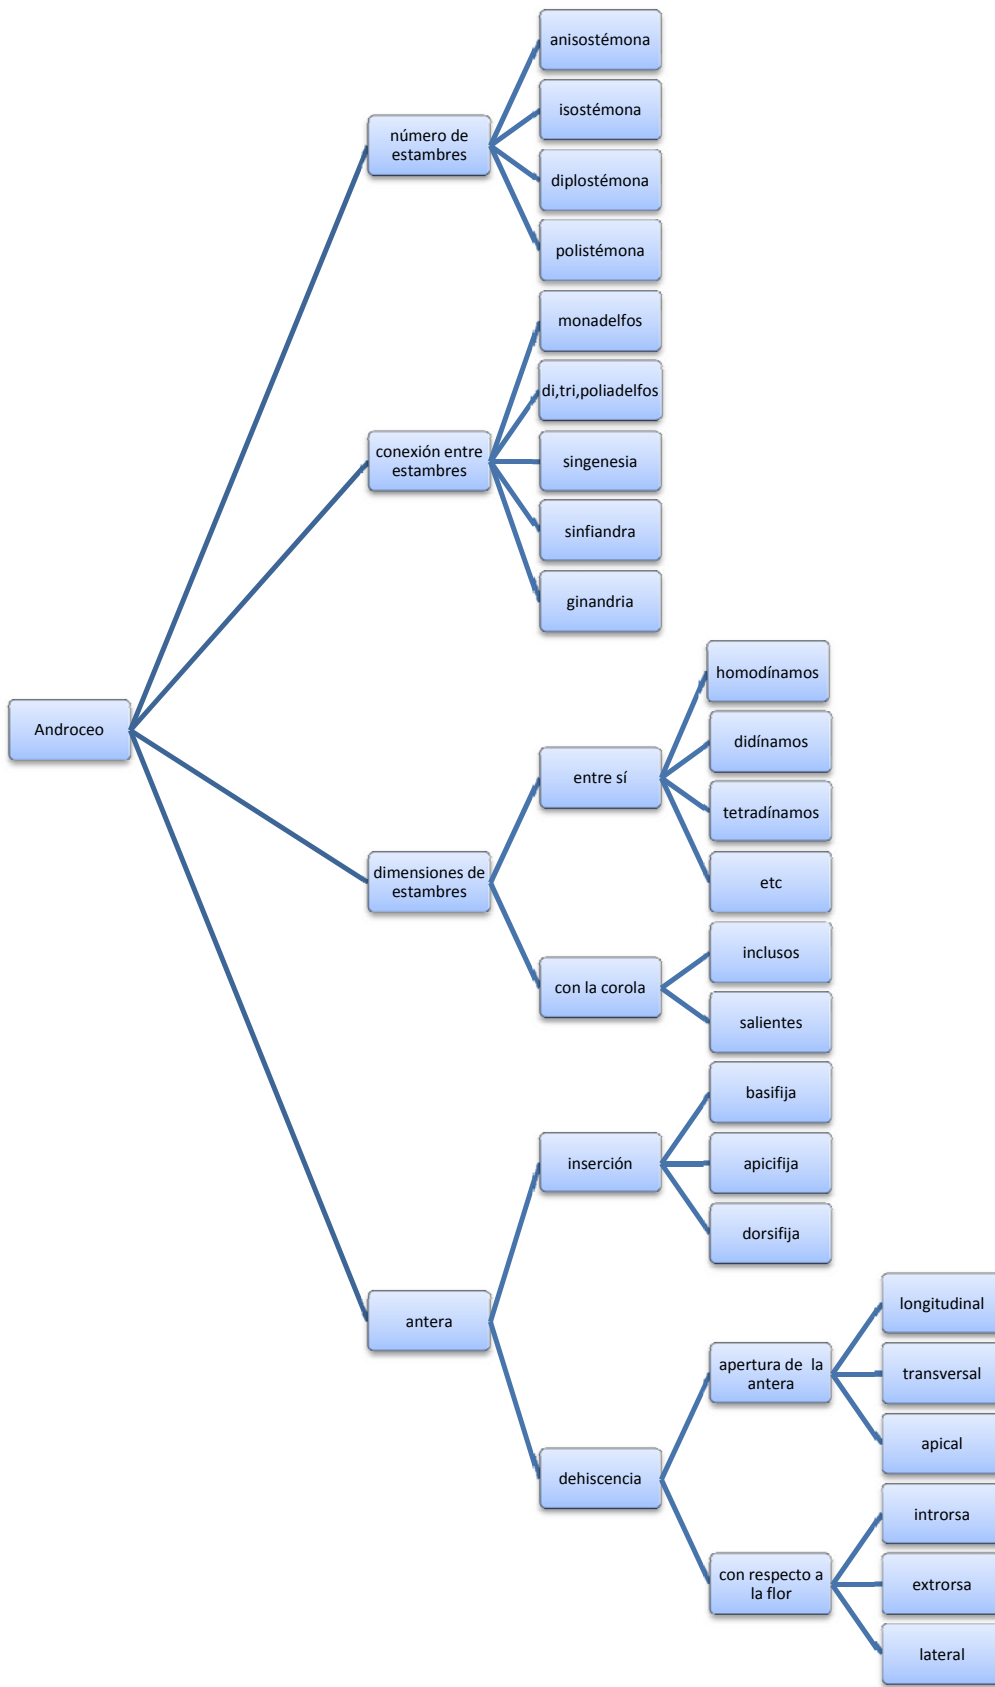 anisostémona
isostémona
número de
estambres
diplostémona
polistémona
monadelfos
di,tri,poliadelfos
conexión entre
estambres
singenesia
sinfiandra
ginandria
homodínamos
Androceo
didínamos
entre sí
tetradínamos
dimensiones de
estambres
etc
inclusos
con la corola
salientes
basifija
inserción
apicifija
dorsifija
longitudinal
antera
apertura de la
antera
transversal
apical
dehiscencia
introrsa
con respecto a
la flor
extrorsa
lateral